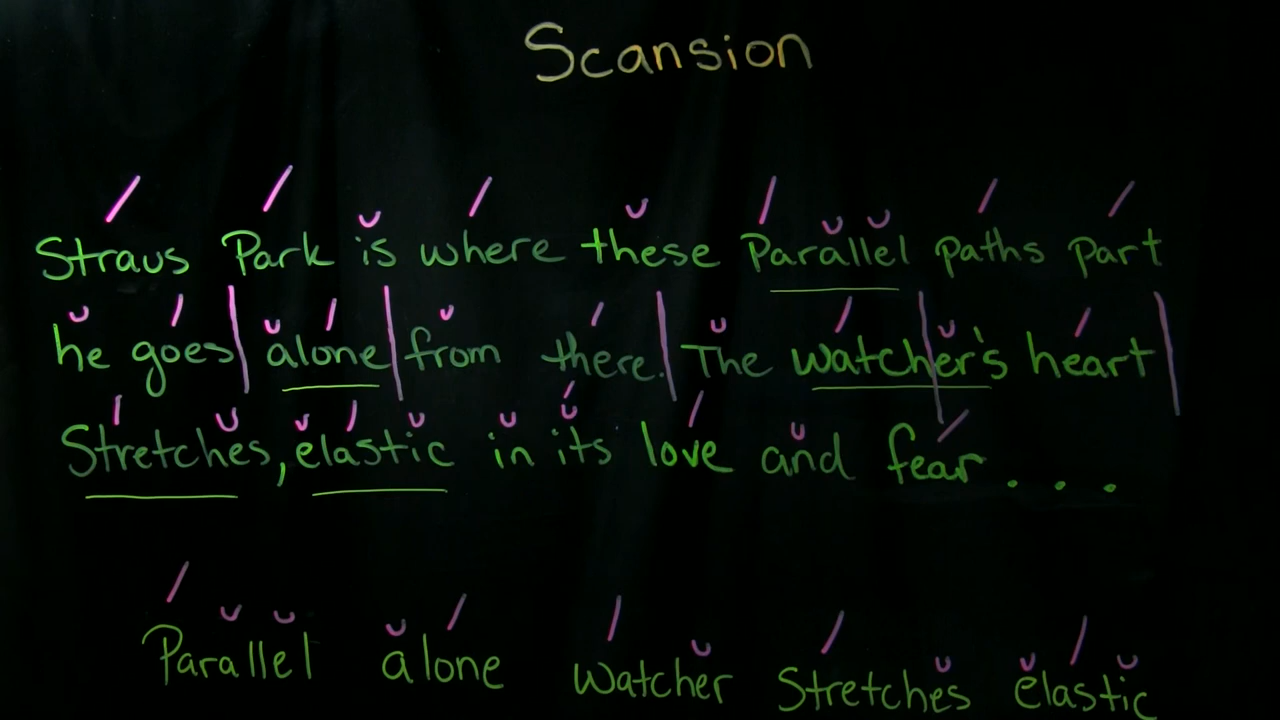 Scansion
Straus Park is where these Parallel paths part
he goes alone from there. The watcher's heart
Stretches, elastic in its love and fear...
Parallel alone watcher Stretches elastic